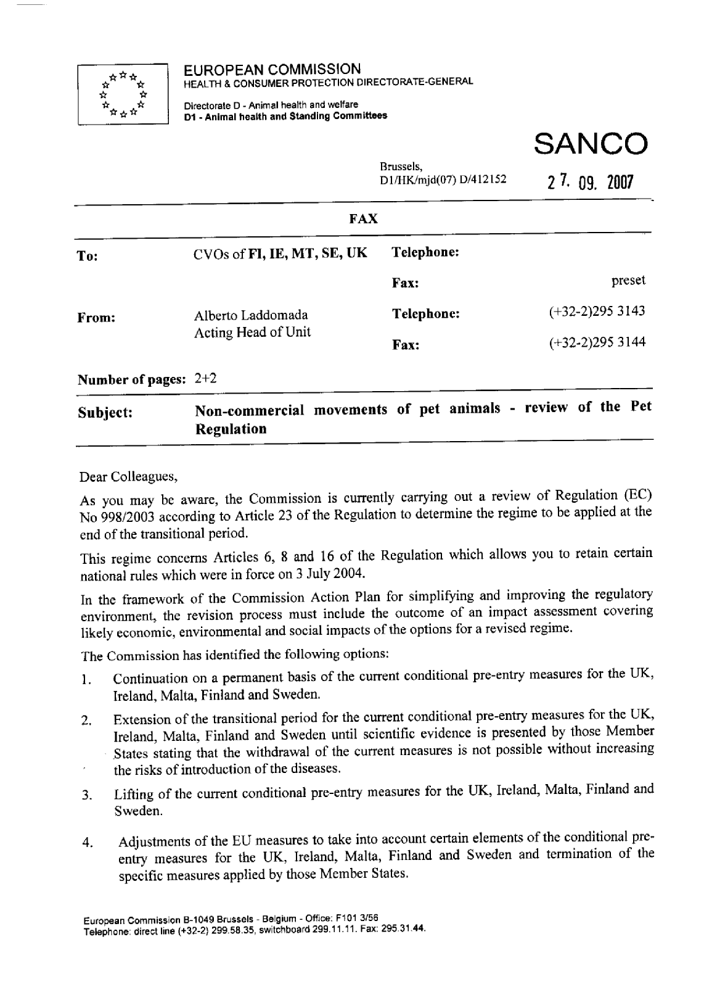 EUROPEAN COMMISSION
HEALTH & CONSUMER PROTECTION DIRECTORATE-GENERAL
Directorate D - Animal health and welfare
D1 - Animal health and Standing Committees
SANCO
Brussels,
D1/HK/mjd(07) D/412152
27. 09. 2007
FAX
To: CVOs of FI, IE, MT, SE, UK Telephone:
Fax: preset
From: Alberto Laddomada Telephone: (+32-2)295 3143
Acting Head of Unit
Fax: (+32-2)295 3144
Number of pages: 2+2
Subject: Non-commercial movements of pet animals - review of the Pet
Regulation
Dear Colleagues,
As you may be aware, the Commission is currently carrying out a review of Regulation (EC)
No 998/2003 according to Article 23 of the Regulation to determine the regime to be applied at the
end of the transitional period.
This regime concerns Articles 6, 8 and 16 of the Regulation which allows you to retain certain
national rules which were in force on 3 July 2004.
In the framework of the Commission Action Plan for simplifying and improving the regulatory
environment, the revision process must include the outcome of an impact assessment covering
likely economic, environmental and social impacts of the options for a revised regime.
The Commission has identified the following options:
1. Continuation on a permanent basis of the current conditional pre-entry measures for the UK,
Ireland, Malta, Finland and Sweden.
2. Extension of the transitional period for the current conditional pre-entry measures for the UK,
Ireland, Malta, Finland and Sweden until scientific evidence is presented by those Member
States stating that the withdrawal of the current measures is not possible without increasing
the risks of introduction of the diseases.
3. Lifting of the current conditional pre-entry measures for the UK, Ireland, Malta, Finland and
Sweden.
4. Adjustments of the EU measures to take into account certain elements of the conditional pre-
entry measures for the UK, Ireland, Malta, Finland and Sweden and termination of the
specific measures applied by those Member States.
European Commission B-1049 Brussels - Belgium - Office: F101 3/56
Telephone: direct line (+32-2) 299.58.35, switchboard 299.11.11. Fax: 295.31.44.